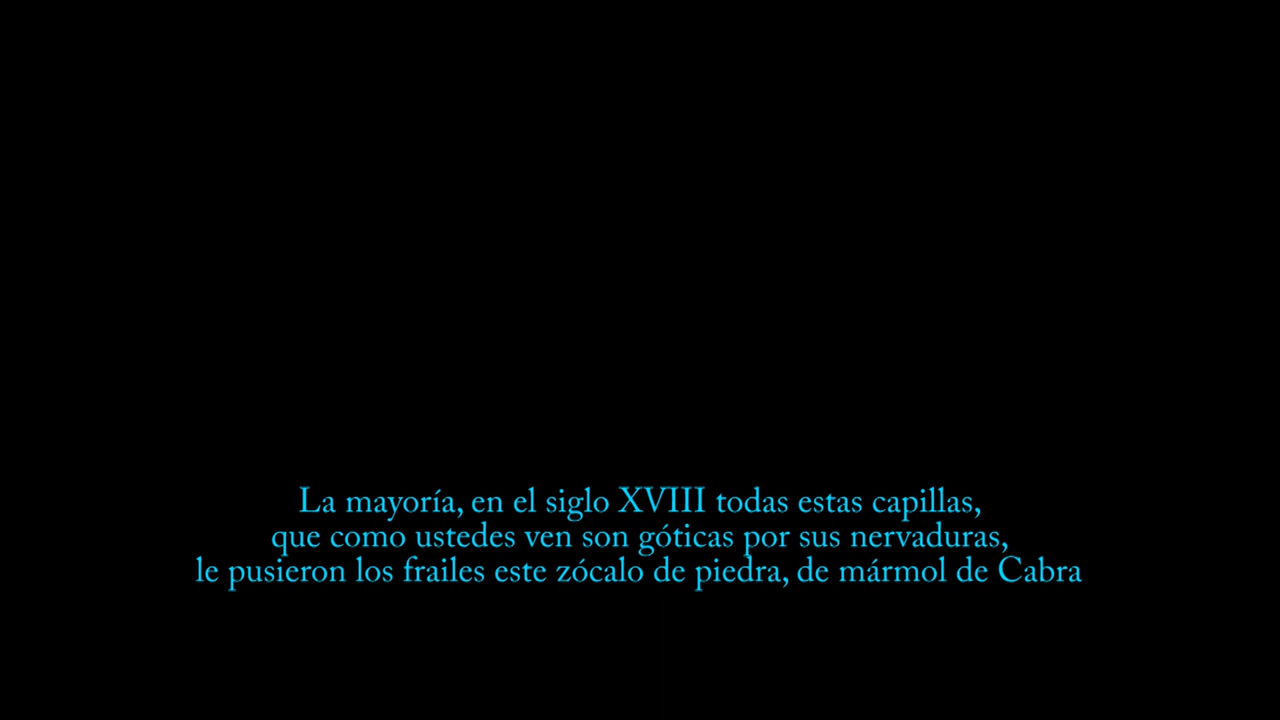 La mayoría, en el siglo XVIII todas estas capillas,
que como ustedes ven son góticas por sus nervaduras,
le pusieron los frailes este zócalo de piedra, de mármol de Cabra